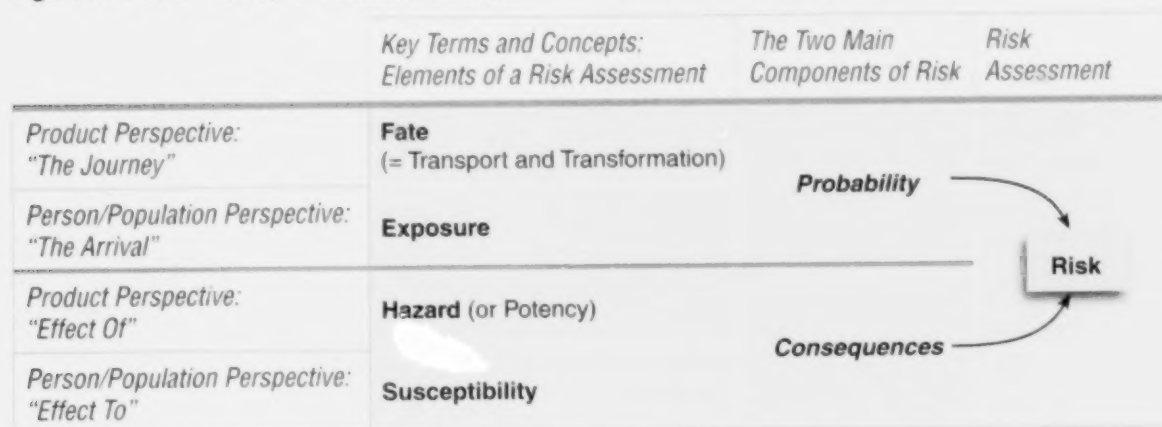 Key Terms and Concepts:
Elements of a Risk Assessment
The Two Main
Components of Risk
Risk
Assessment
Product Perspective:
"The Journey"
Fate
(= Transport and Transformation)
Probability
Person/Population Perspective:
"The Arrival"
Exposure
Risk
Product Perspective:
"Effect Of"
Hazard (or Potency)
Consequences
Person/Population Perspective:
"Effect To"
Susceptibility